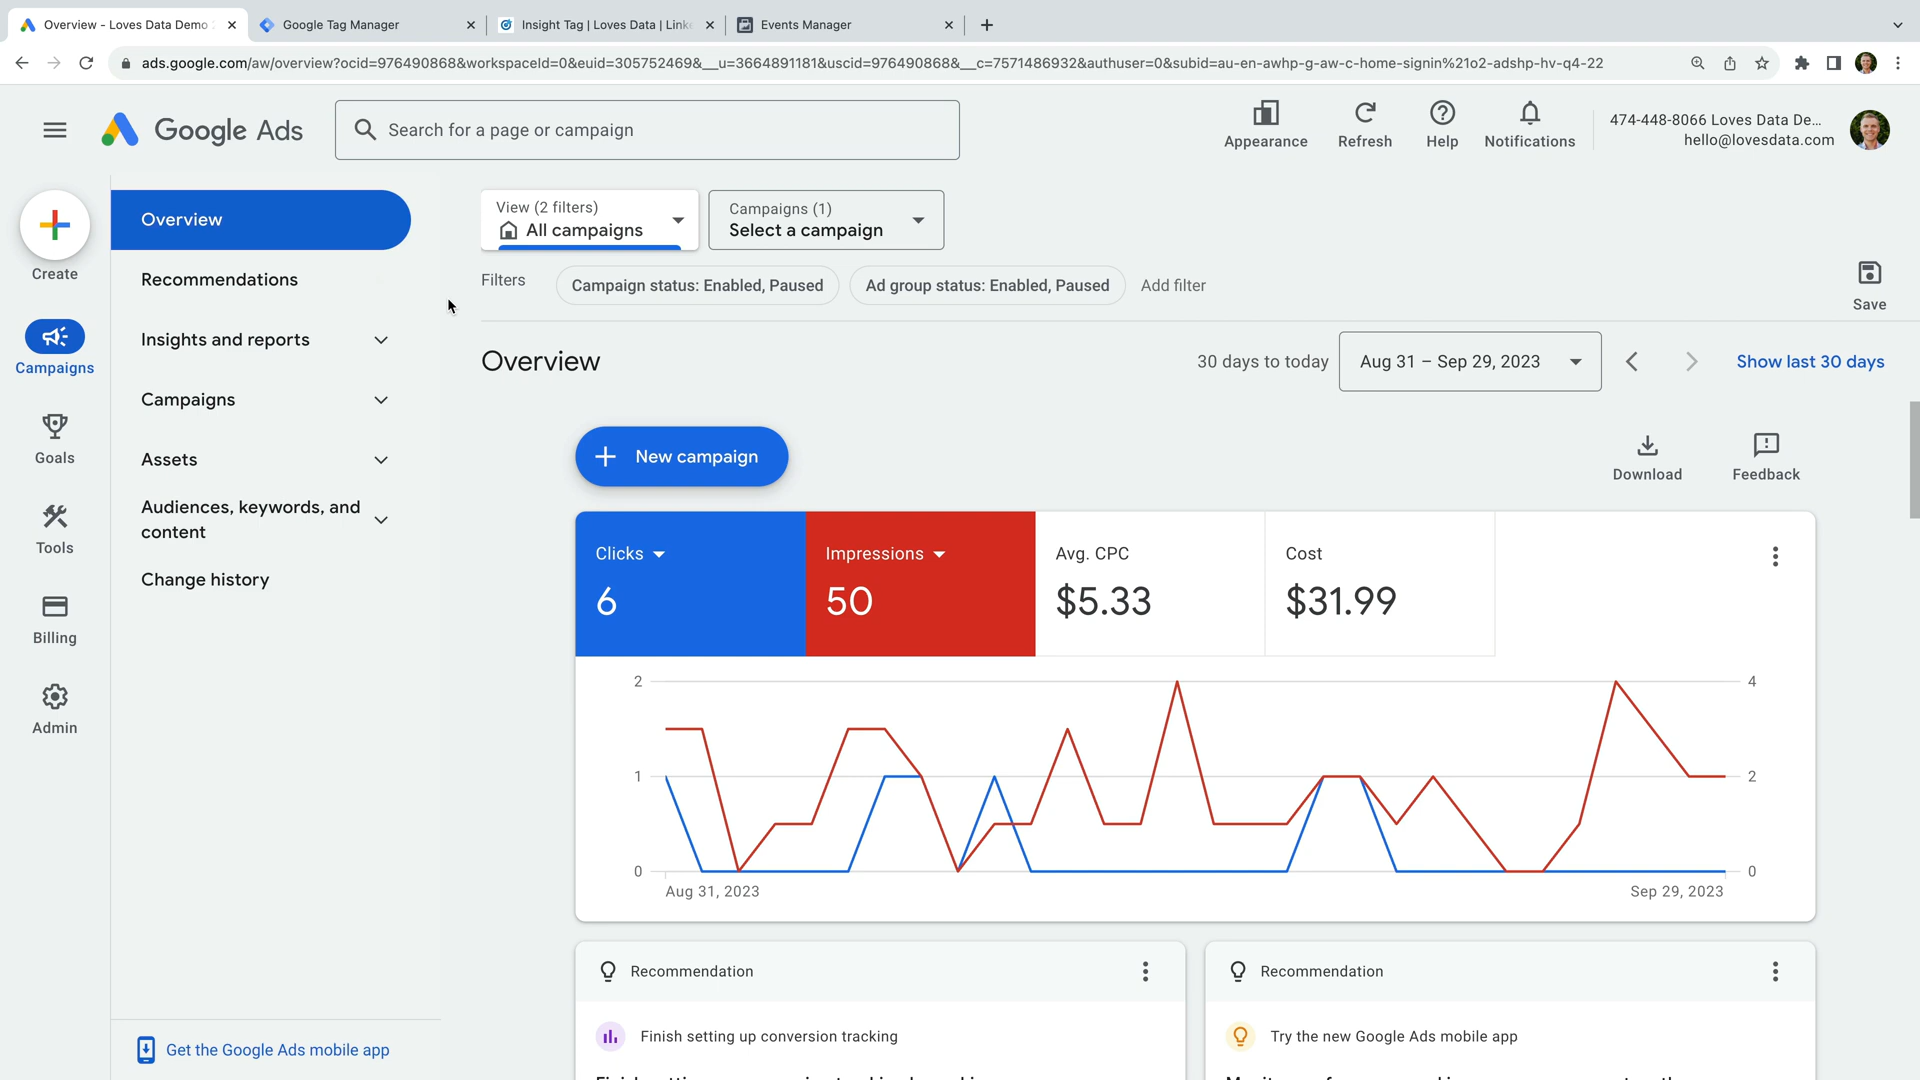 Overview - Loves Data Demo
Google Tag Manager
Insight Tag | Loves Data | Link
Events Manager
ads.google.com/aw/overview?ocid=976490868&workspaceId=0&euid=305752469&__u=3664891181&uscid=976490868&__c=7571486932&authuser=0&subid=au-en-awhp-g-aw-c-home-signin%21o2-adshp-hv-q4-22
Google Ads
Search for a page or campaign
Appearance
Refresh
Help
Notifications
474-448-8066 Loves Data De...
hello@lovesdata.com
Create
Campaigns
Goals
Tools
Billing
Admin
Overview
Recommendations
Insights and reports
Campaigns
Assets
Audiences, keywords, and
content
Change history
Get the Google Ads mobile app
View (2 filters)
All campaigns
Campaigns (1)
Select a campaign
Filters
Campaign status: Enabled, Paused
Ad group status: Enabled, Paused
Add filter
Save
Overview
30 days to today
Aug 31 – Sep 29, 2023
Show last 30 days
New campaign
Download
Feedback
Clicks
6
Impressions
50
Avg. CPC
$5.33
Cost
$31.99
2
4
1
2
0
0
Aug 31, 2023
Sep 29, 2023
Recommendation
Finish setting up conversion tracking
Recommendation
Try the new Google Ads mobile app